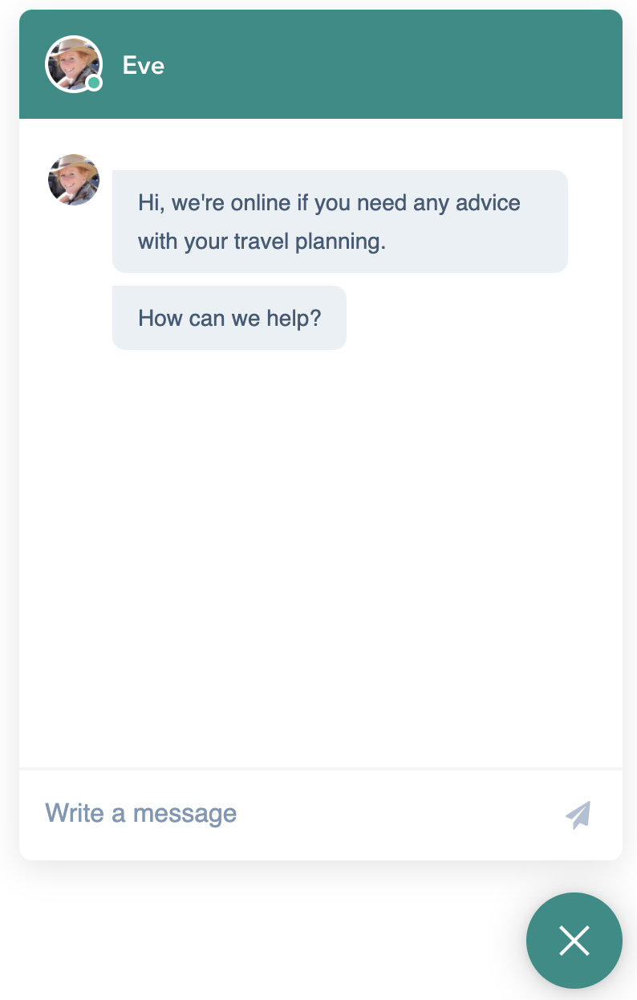 Eve
Hi, we're online if you need any advice
with your travel planning.
How can we help?
Write a message